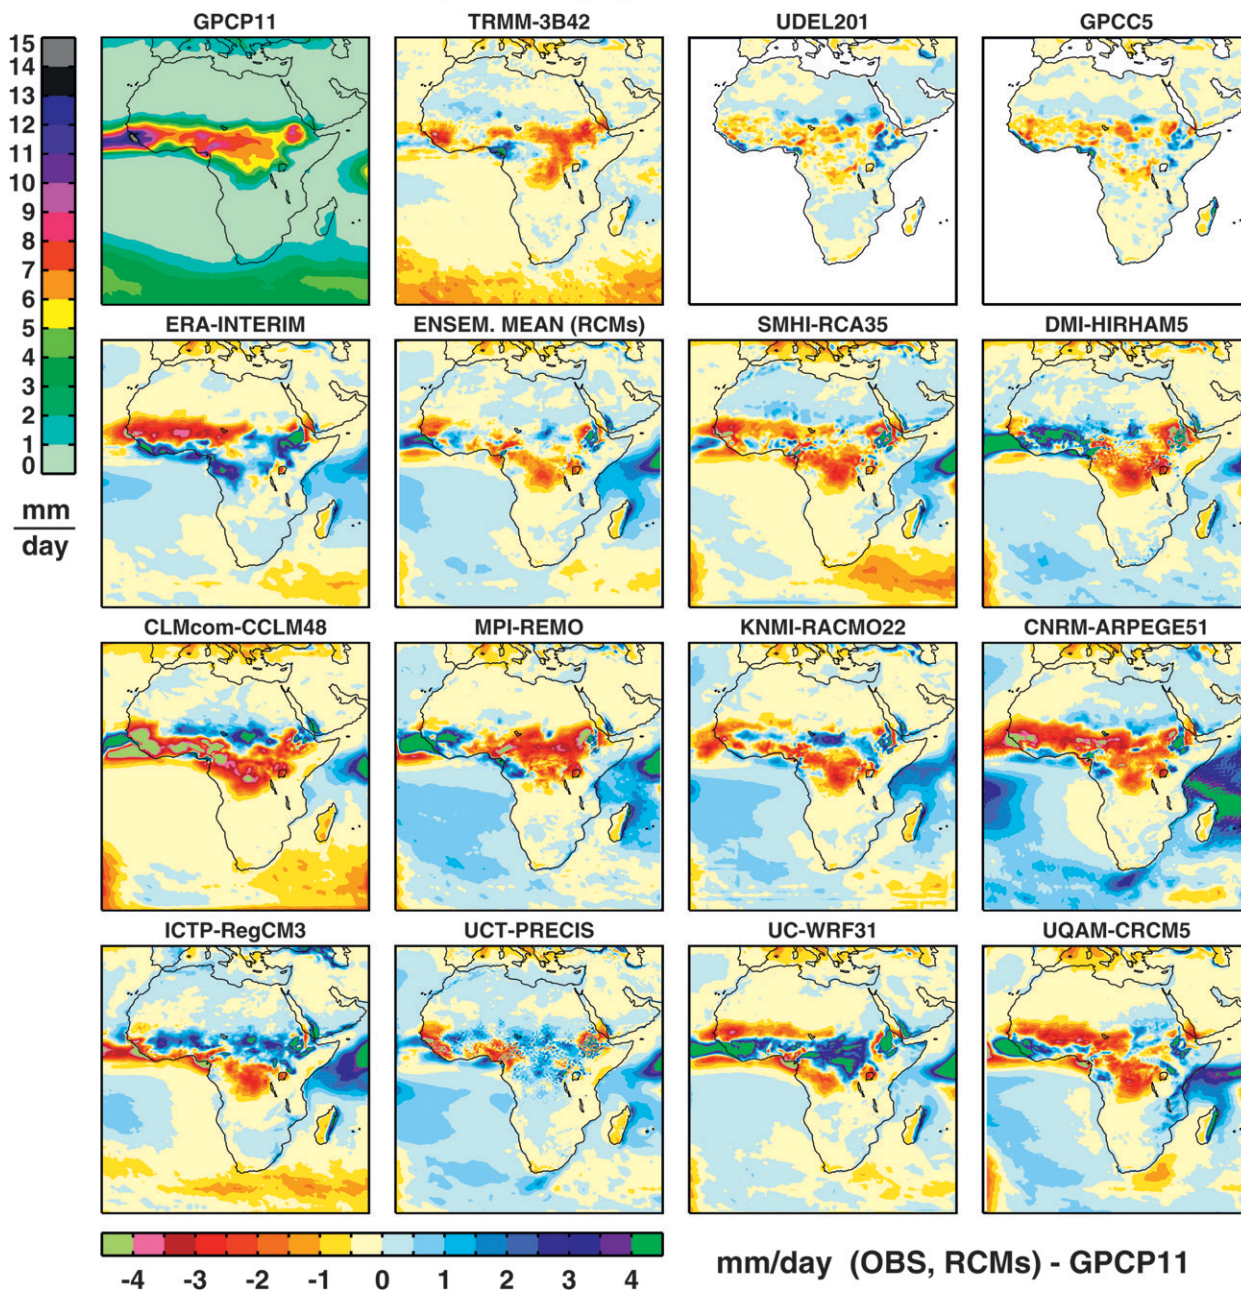 GPCP11 TRMM-3B42 UDEL201 GPCC5
15
14
13
12
11
10
9
8
7
6
5
4
3
2
1
0
mm
day
ERA-INTERIM ENSEM. MEAN (RCMs) SMHI-RCA35 DMI-HIRHAM5
CLMcom-CCLM48 MPI-REMO KNMI-RACMO22 CNRM-ARPEGE51
ICTP-RegCM3 UCT-PRECIS UC-WRF31 UQAM-CRCM5
-4 -3 -2 -1 0 1 2 3 4
mm/day (OBS, RCMs) - GPCP11